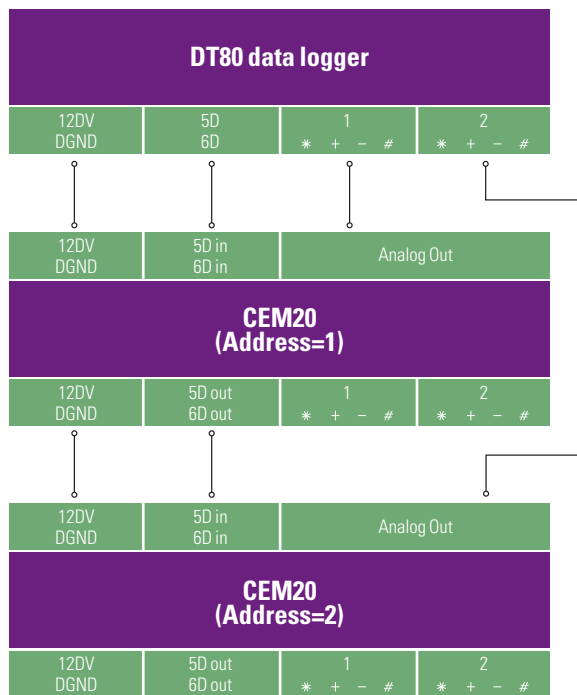 DT80 data logger
12DV 5D 1 2
DGND 6D * + – # * + – #
12DV 5D in Analog Out
DGND 6D in
CEM20
(Address=1)
12DV 5D out 1 2
DGND 6D out * + – # * + – #
12DV 5D in Analog Out
DGND 6D in
CEM20
(Address=2)
12DV 5D out 1 2
DGND 6D out * + – # * + – #